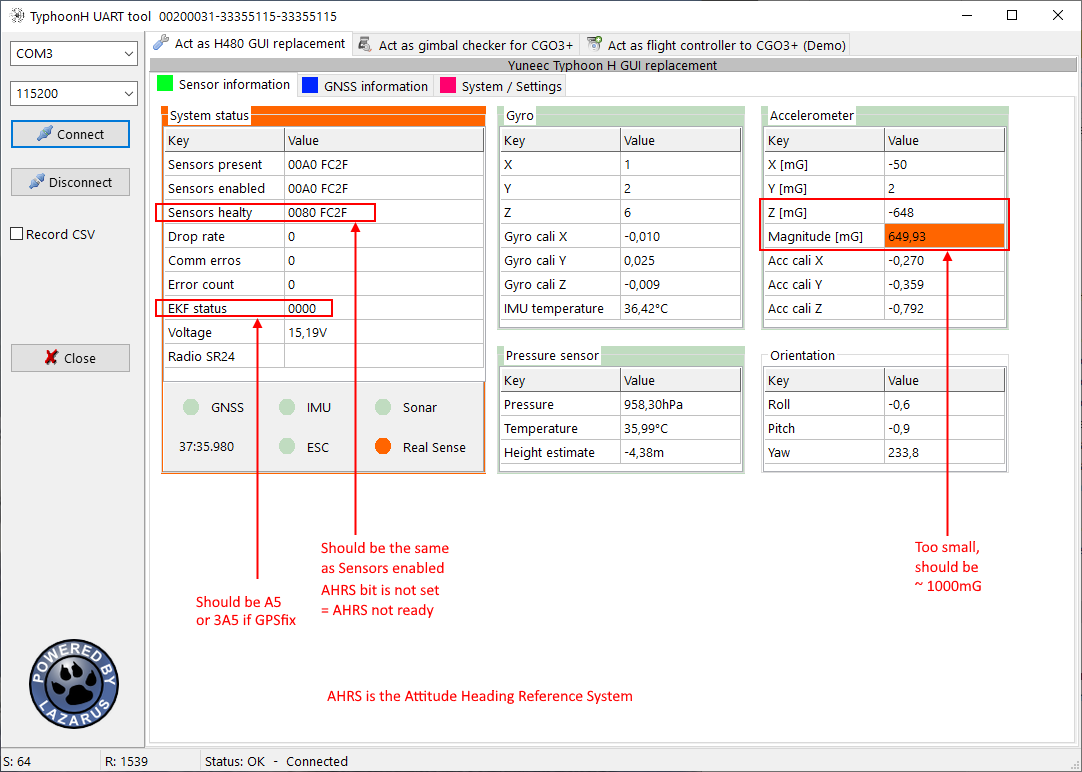 TyphoonH UART tool 00200031-33355115-33355115
COM3
115200
Connect
Disconnect
Record CSV
Close
POWERED BY LAZARUS
Act as H480 GUI replacement
Act as gimbal checker for CGO3+
Act as flight controller to CGO3+ (Demo)
Yuneec Typhoon H GUI replacement
Sensor information
GNSS information
System / Settings
System status
Key Value
Sensors present 00A0 FC2F
Sensors enabled 00A0 FC2F
Sensors healty 0080 FC2F
Drop rate 0
Comm erros 0
Error count 0
EKF status 0000
Voltage 15,19V
Radio SR24
GNSS IMU Sonar
37:35.980 ESC Real Sense
Gyro
Key Value
X 1
Y 2
Z 6
Gyro cali X -0,010
Gyro cali Y 0,025
Gyro cali Z -0,009
IMU temperature 36,42°C
Accelerometer
Key Value
X [mG] -50
Y [mG] 2
Z [mG] -648
Magnitude [mG] 649,93
Acc cali X -0,270
Acc cali Y -0,359
Acc cali Z -0,792
Pressure sensor
Key Value
Pressure 958,30hPa
Temperature 35,99°C
Height estimate -4,38m
Orientation
Key Value
Roll -0,6
Pitch -0,9
Yaw 233,8
Should be A5
or 3A5 if GPSfix
Should be the same
as Sensors enabled
AHRS bit is not set
= AHRS not ready
Too small,
should be
~ 1000mG
AHRS is the Attitude Heading Reference System
S: 64
R: 1539
Status: OK - Connected